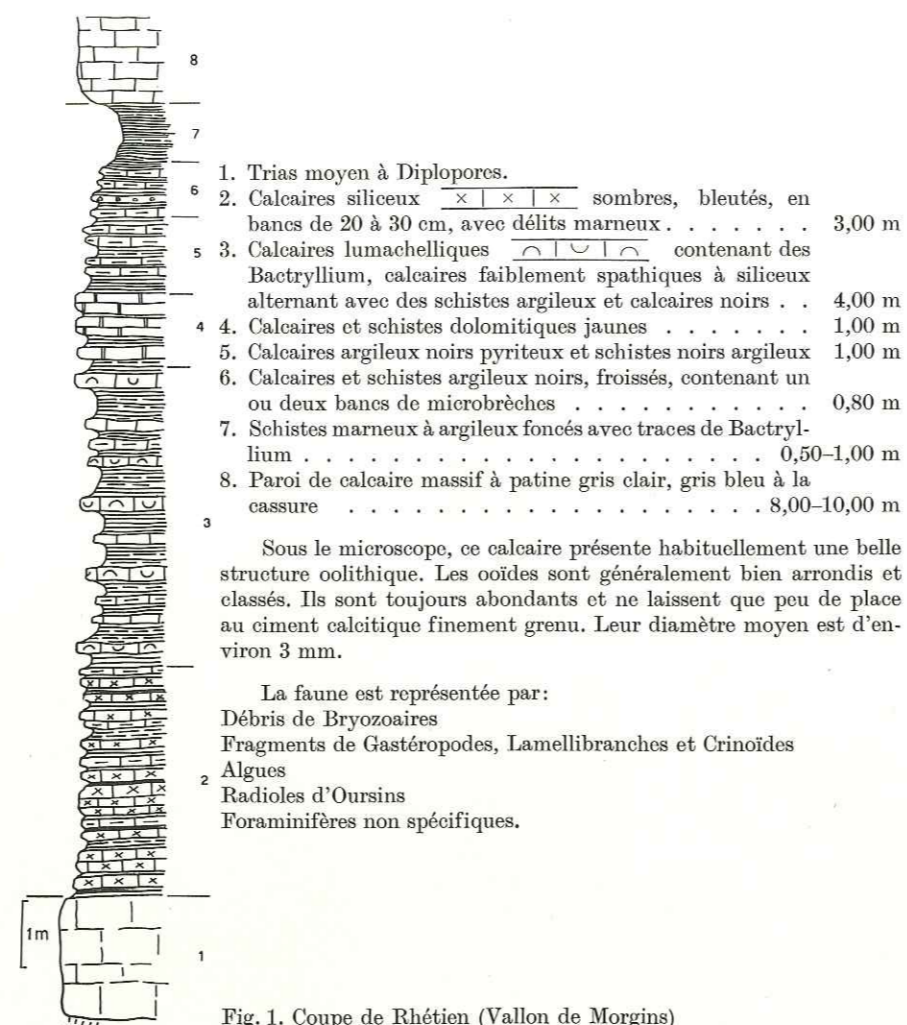 8
7
6
5
4
3
2
1
1m
1. Trias moyen à Diplopores.
2. Calcaires siliceux × | × | × sombres, bleutés, en
bancs de 20 à 30 cm, avec délits marneux . . . . . . . 3,00 m
3. Calcaires lumachelliques contenant des
Bactryllium, calcaires faiblement spathiques à siliceux
alternant avec des schistes argileux et calcaires noirs . . 4,00 m
4. Calcaires et schistes dolomitiques jaunes . . . . . . . 1,00 m
5. Calcaires argileux noirs pyriteux et schistes noirs argileux 1,00 m
6. Calcaires et schistes argileux noirs, froissés, contenant un
ou deux bancs de microbrèches . . . . . . . . . . . 0,80 m
7. Schistes marneux à argileux foncés avec traces de Bactryl-
lium . . . . . . . . . . . . . . . . . . . . 0,50–1,00 m
8. Paroi de calcaire massif à patine gris clair, gris bleu à la
cassure . . . . . . . . . . . . . . . . . . 8,00–10,00 m
Sous le microscope, ce calcaire présente habituellement une belle
structure oolithique. Les ooïdes sont généralement bien arrondis et
classés. Ils sont toujours abondants et ne laissent que peu de place
au ciment calcitique finement grenu. Leur diamètre moyen est d'en-
viron 3 mm.
La faune est représentée par:
Débris de Bryozoaires
Fragments de Gastéropodes, Lamellibranches et Crinoïdes
Algues
Radioles d'Oursins
Foraminifères non spécifiques.
Fig. 1. Coupe de Rhétien (Vallon de Morgins)